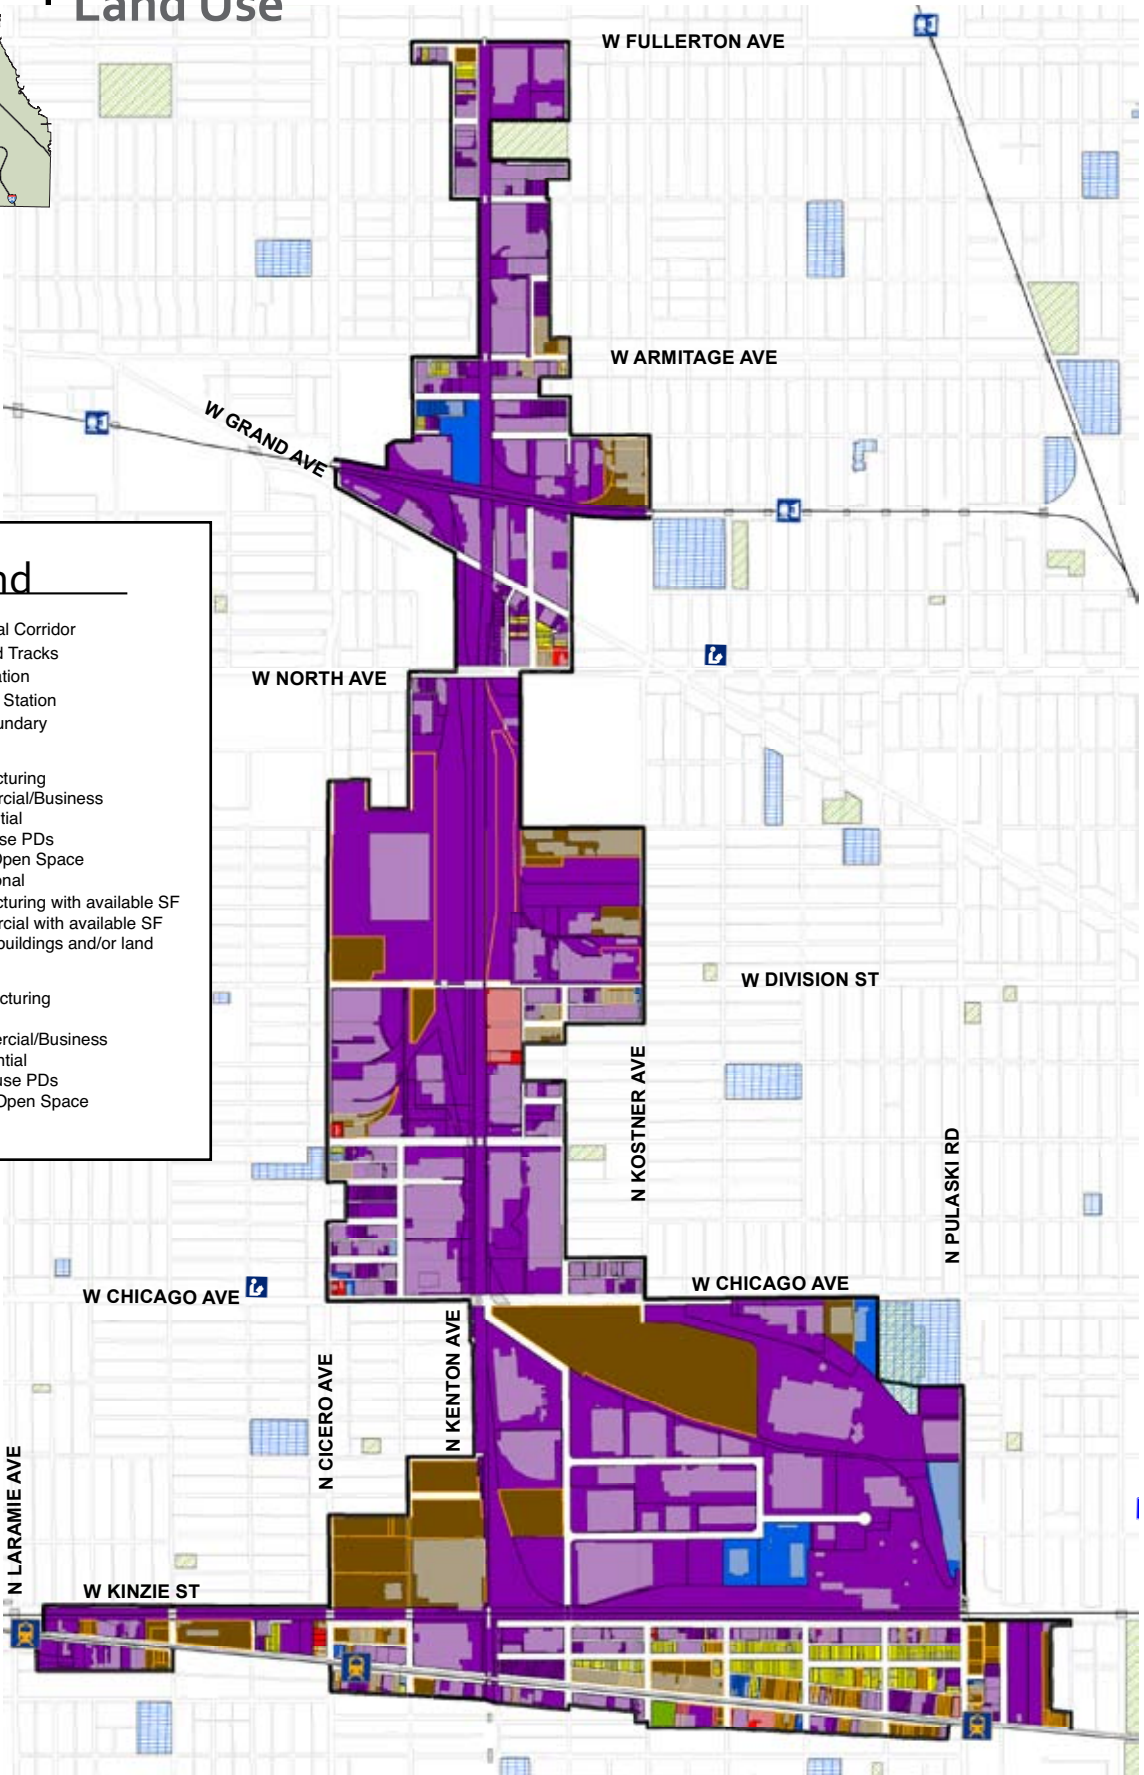 Land Use
W FULLERTON AVE
W ARMITAGE AVE
W GRAND AVE
nd
al Corridor
d Tracks
ation
Station
undary
W NORTH AVE
cturing
rcial/Business
tial
se PDs
Open Space
onal
cturing with available SF
rcial with available SF
buildings and/or land
W DIVISION ST
cturing
ercial/Business
ntial
use PDs
Open Space
N KOSTNER AVE
N PULASKI RD
W CHICAGO AVE
W CHICAGO AVE
N KENTON AVE
N CICERO AVE
N LARAMIE AVE
W KINZIE ST